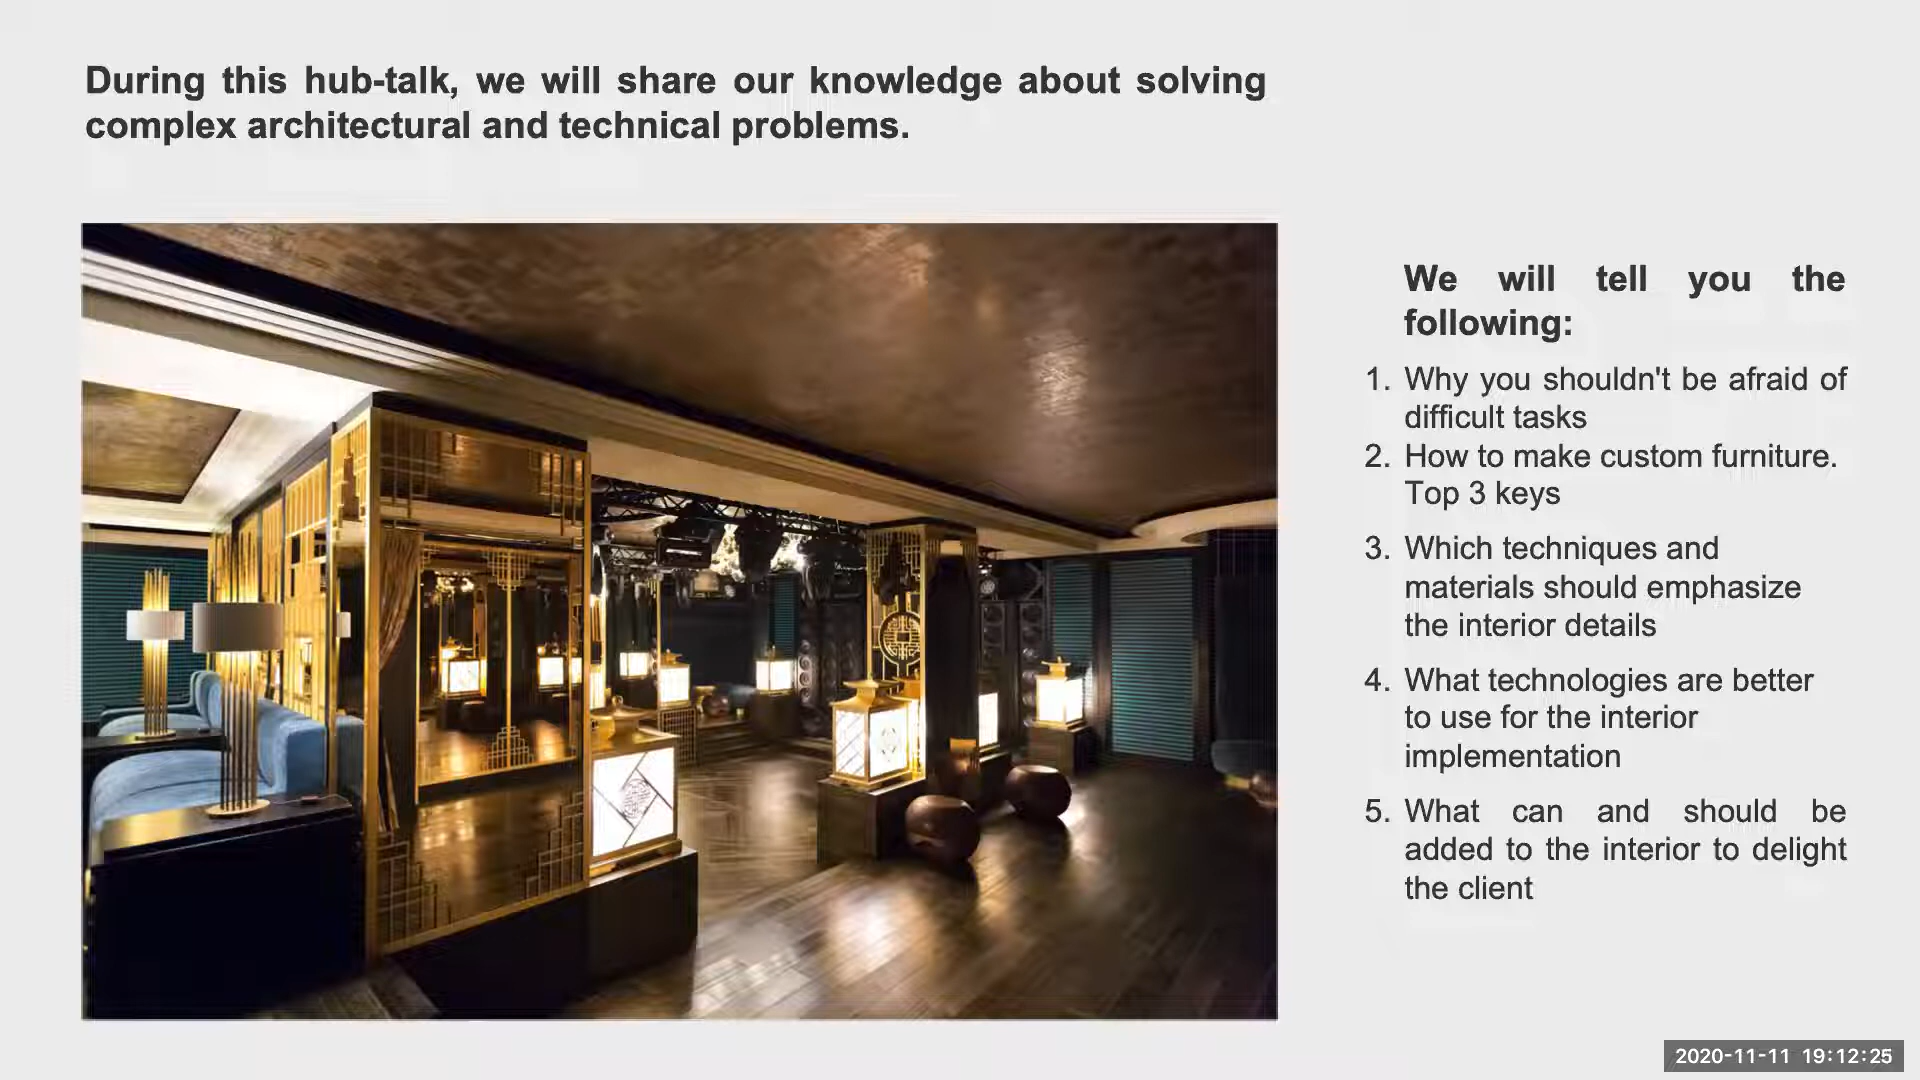 During this hub-talk, we will share our knowledge about solving
complex architectural and technical problems.
We will tell you the
following:
1. Why you shouldn't be afraid of
difficult tasks
2. How to make custom furniture.
Top 3 keys
3. Which techniques and
materials should emphasize
the interior details
4. What technologies are better
to use for the interior
implementation
5. What can and should be
added to the interior to delight
the client
2020-11-11 19:12:25